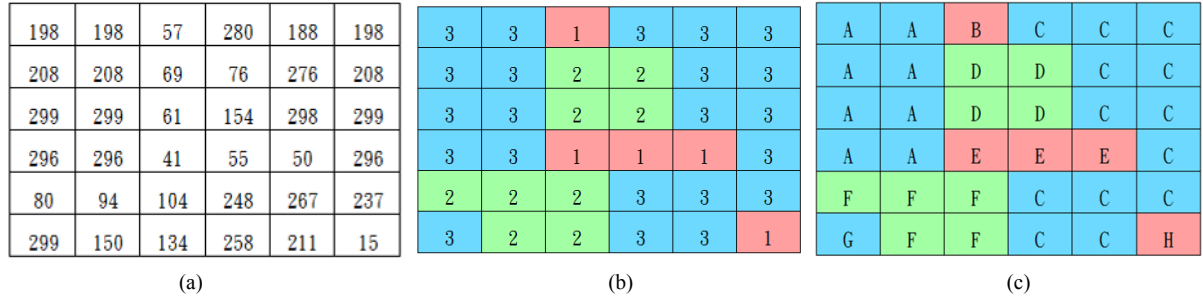 198 198 57 280 188 198
208 208 69 76 276 208
299 299 61 154 298 299
296 296 41 55 50 296
80 94 104 248 267 237
299 150 134 258 211 15
(a)
3 3 1 3 3 3
3 3 2 2 3 3
3 3 2 2 3 3
3 3 1 1 1 3
2 2 2 3 3 3
3 2 2 3 3 1
(b)
A A B C C C
A A D D C C
A A D D C C
A A E E E C
F F F C C C
G F F C C H
(c)